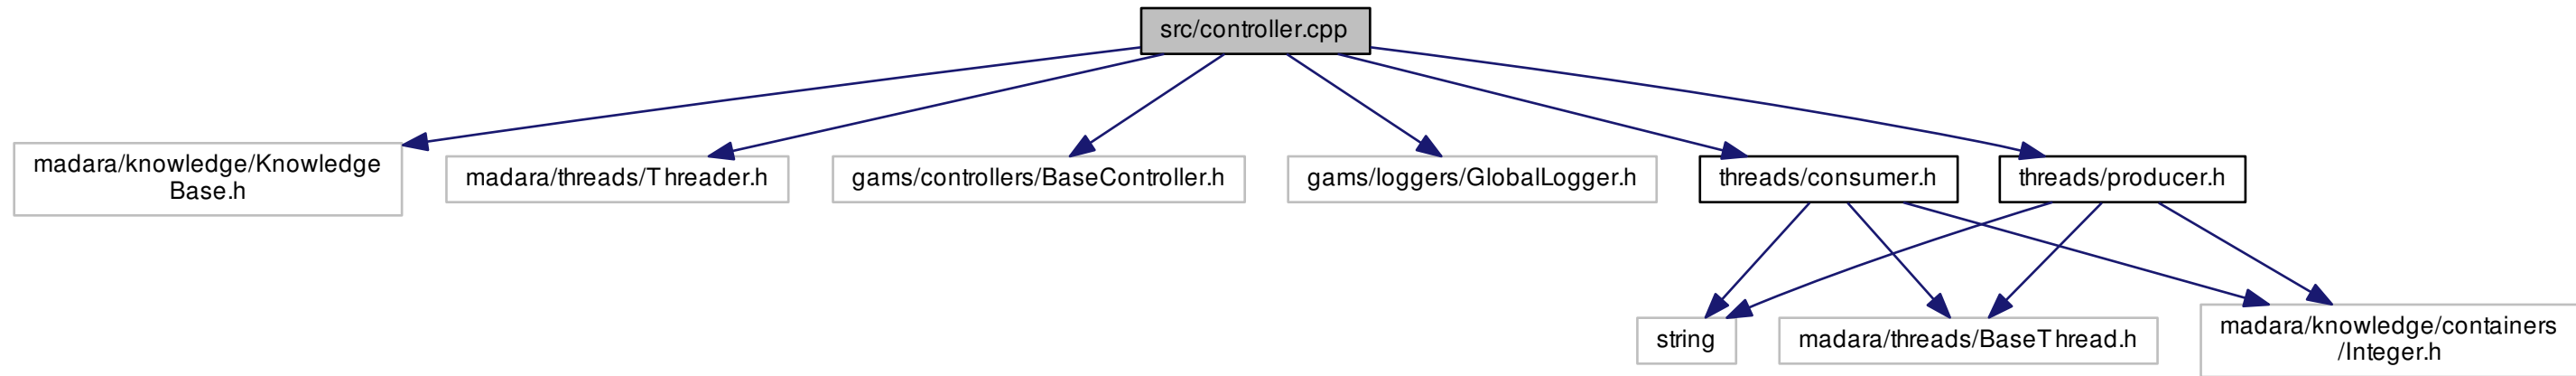 src/controller.cpp
madara/knowledge/Knowledge
Base.h
madara/threads/Threader.h
gams/controllers/BaseController.h
gams/loggers/GlobalLogger.h
threads/consumer.h
threads/producer.h
string
madara/threads/BaseThread.h
madara/knowledge/containers
/Integer.h